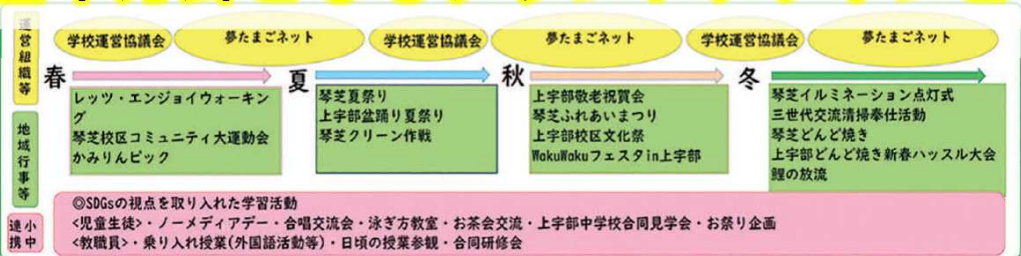 運営組織等
学校運営協議会 夢たまごネット 学校運営協議会 夢たまごネット 学校運営協議会 夢たまごネット
春
夏
秋
冬
地域行事等
レッツ・エンジョイウォーキン
グ
琴芝校区コミュニティ大運動会
かみりんピック
琴芝夏祭り
上宇部盆踊り夏祭り
琴芝クリーン作戦
上宇部敬老祝賀会
琴芝ふれあいまつり
上宇部校区文化祭
WakuWakuフェスタin上宇部
琴芝イルミネーション点灯式
三世代交流清掃奉仕活動
琴芝どんど焼き
上宇部どんど焼き新春ハッスル大会
鯉の放流
小中連携
◎SDGsの視点を取り入れた学習活動
<児童生徒>・ノーメディアデー・合唱交流会・泳ぎ方教室・お茶会交流・上宇部中学校合同見学会・お祭り企画
<教職員>・乗り入れ授業(外国語活動等)・日頃の授業参観・合同研修会